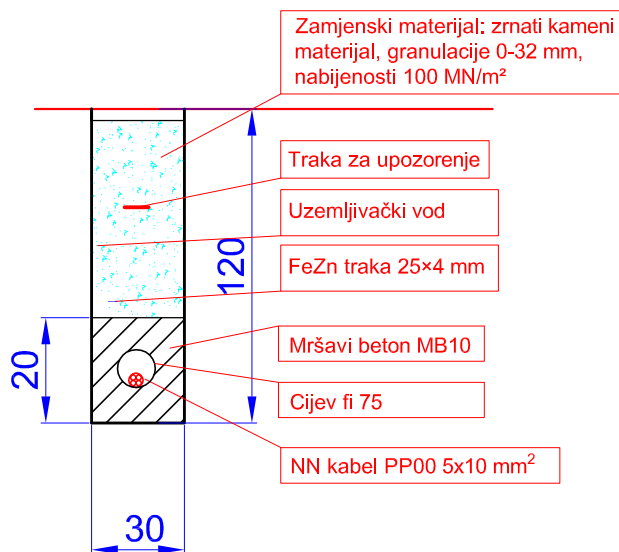 Zamjenski materijal: zrnati kameni
materijal, granulacije 0-32 mm,
nabijenosti 100 MN/m²
Traka za upozorenje
Uzemljivački vod
120
FeZn traka 25×4 mm
Mršavi beton MB10
20
Cijev fi 75
NN kabel PP00 5x10 mm²
30